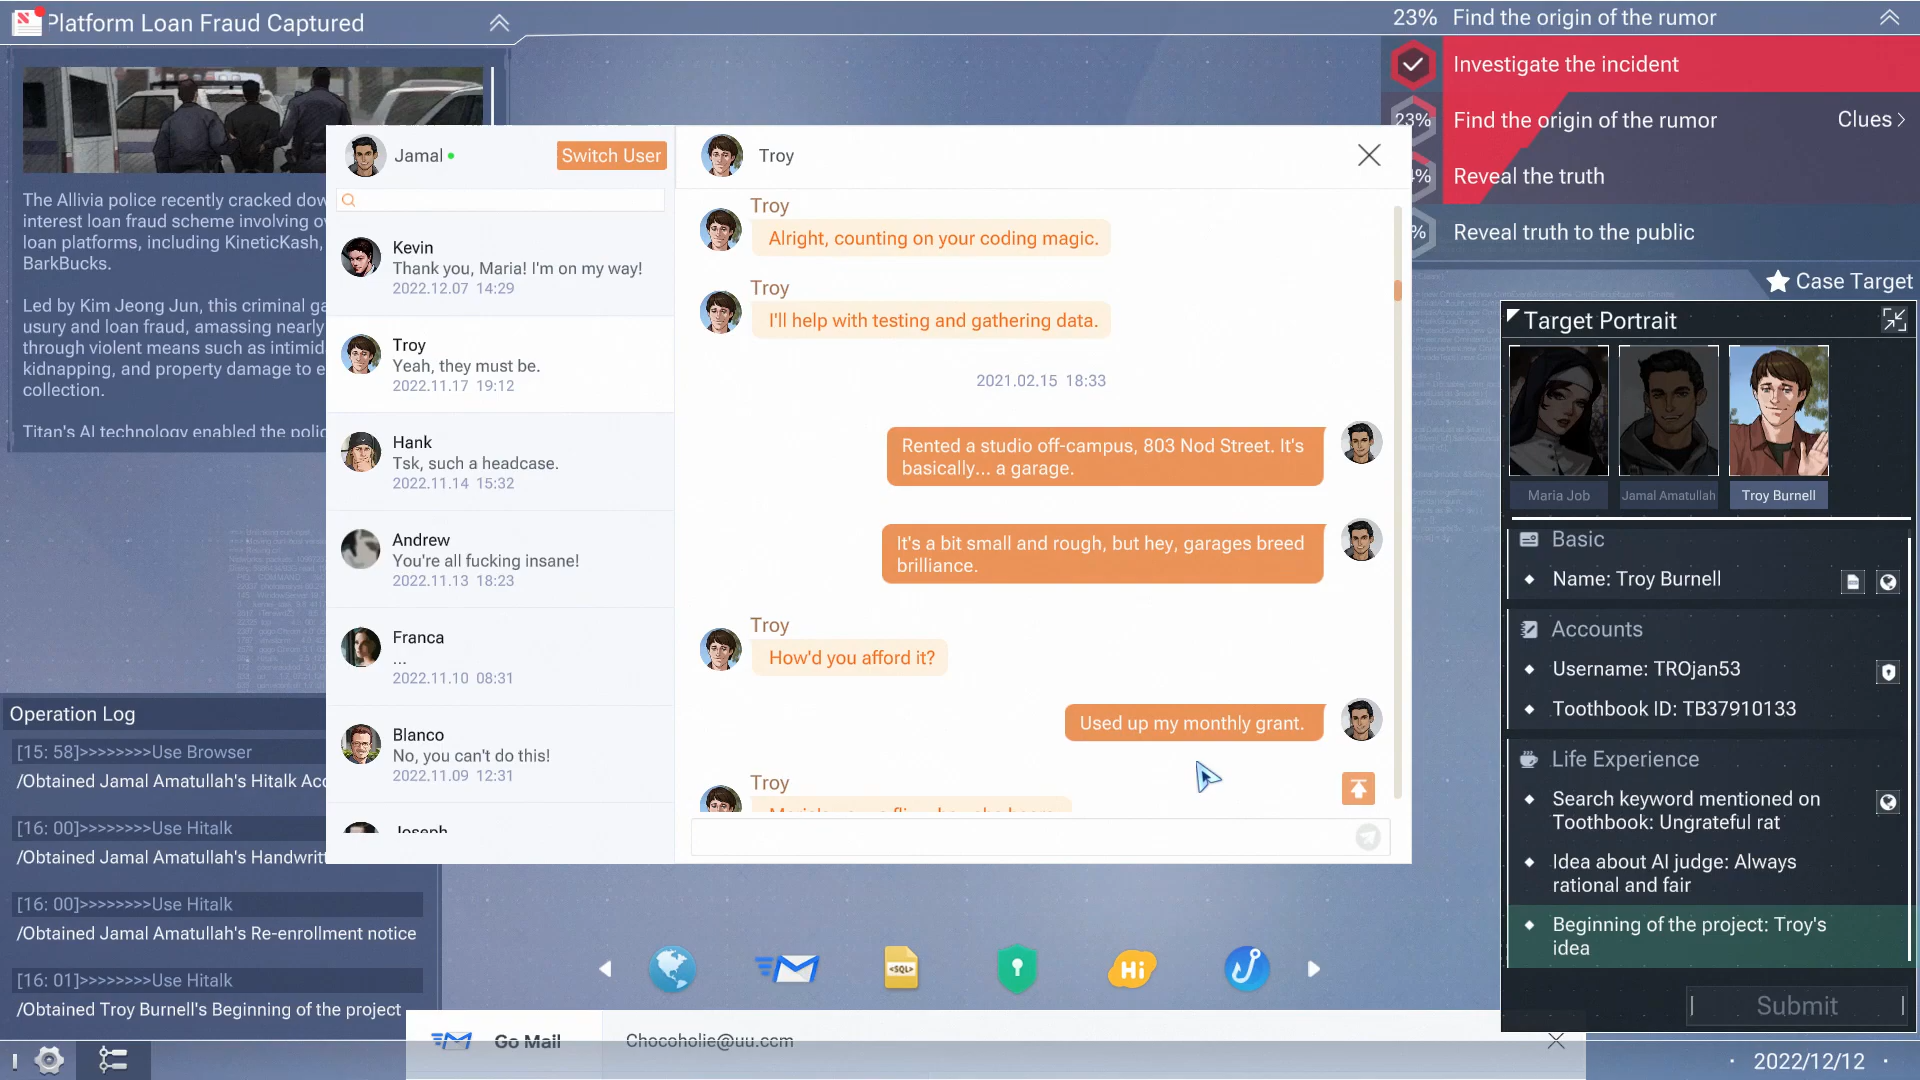 Platform Loan Fraud Captured
The Allivia police recently cracked dow
interest loan fraud scheme involving o
loan platforms, including KineticKash,
BarkBucks.
Led by Kim Jeong Jun, this criminal ga
usury and loan fraud, amassing nearly
through violent means such as intimid
kidnapping, and property damage to e
collection.
Titan's AI technology enabled the polic
Operation Log
[15: 58]>>>>>>>>Use Browser
/Obtained Jamal Amatullah's Hitalk Acc
[16: 00]>>>>>>>>Use Hitalk
/Obtained Jamal Amatullah's Handwritt
[16: 00]>>>>>>>>Use Hitalk
/Obtained Jamal Amatullah's Re-enrollment notice
[16: 01]>>>>>>>>Use Hitalk
/Obtained Troy Burnell's Beginning of the project
Jamal
Switch User
Kevin
Thank you, Maria! I'm on my way!
2022.12.07 14:29
Troy
Yeah, they must be.
2022.11.17 19:12
Hank
Tsk, such a headcase.
2022.11.14 15:32
Andrew
You're all fucking insane!
2022.11.13 18:23
Franca
...
2022.11.10 08:31
Blanco
No, you can't do this!
2022.11.09 12:31
Joseph
Troy
Troy
Alright, counting on your coding magic.
Troy
I'll help with testing and gathering data.
2021.02.15 18:33
Rented a studio off-campus, 803 Nod Street. It's
basically... a garage.
It's a bit small and rough, but hey, garages breed
brilliance.
Troy
How'd you afford it?
Used up my monthly grant.
Troy
<SQL>
Hi
Go Mail
Chocoholie@uu.ccm
23% Find the origin of the rumor
Investigate the incident
23%
Find the origin of the rumor
Clues >
Reveal the truth
Reveal truth to the public
Case Target
Target Portrait
Maria Job
Jamal Amatullah
Troy Burnell
Basic
Name: Troy Burnell
Accounts
Username: TROjan53
Toothbook ID: TB37910133
Life Experience
Search keyword mentioned on
Toothbook: Ungrateful rat
Idea about AI judge: Always
rational and fair
Beginning of the project: Troy's
idea
Submit
2022/12/12